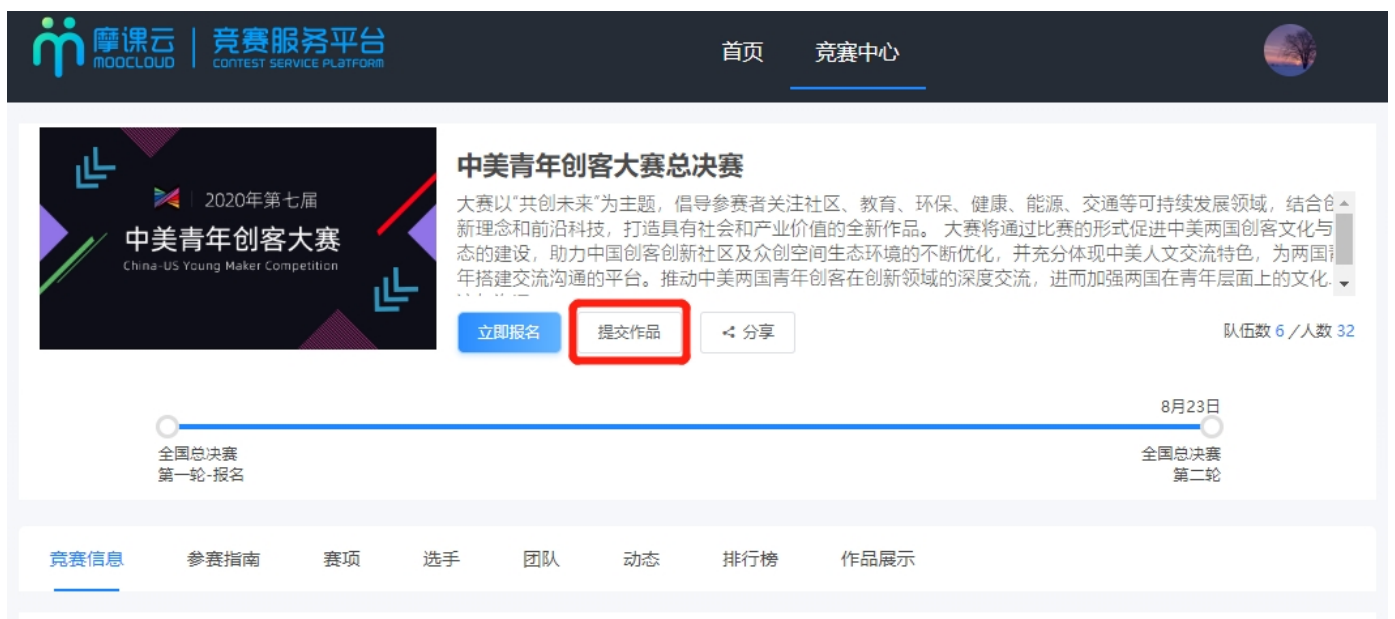 摩课云
MOOCLOUD
竞赛服务平台
CONTEST SERVICE PLATFORM
首页
竞赛中心
2020年第七届
中美青年创客大赛
China-US Young Maker Competition
中美青年创客大赛总决赛
大赛以“共创未来”为主题，倡导参赛者关注社区、教育、环保、健康、能源、交通等可持续发展领域，结合创
新理念和前沿科技，打造具有社会和产业价值的全新作品。 大赛将通过比赛的形式促进中美两国创客文化与
态的建设，助力中国创客创新社区及众创空间生态环境的不断优化，并充分体现中美人文交流特色，为两国青
年搭建交流沟通的平台。推动中美两国青年创客在创新领域的深度交流，进而加强两国在青年层面上的文化
立即报名
提交作品
分享
队伍数 6 / 人数 32
8月23日
全国总决赛
第一轮-报名
全国总决赛
第二轮
竞赛信息
参赛指南
赛项
选手
团队
动态
排行榜
作品展示